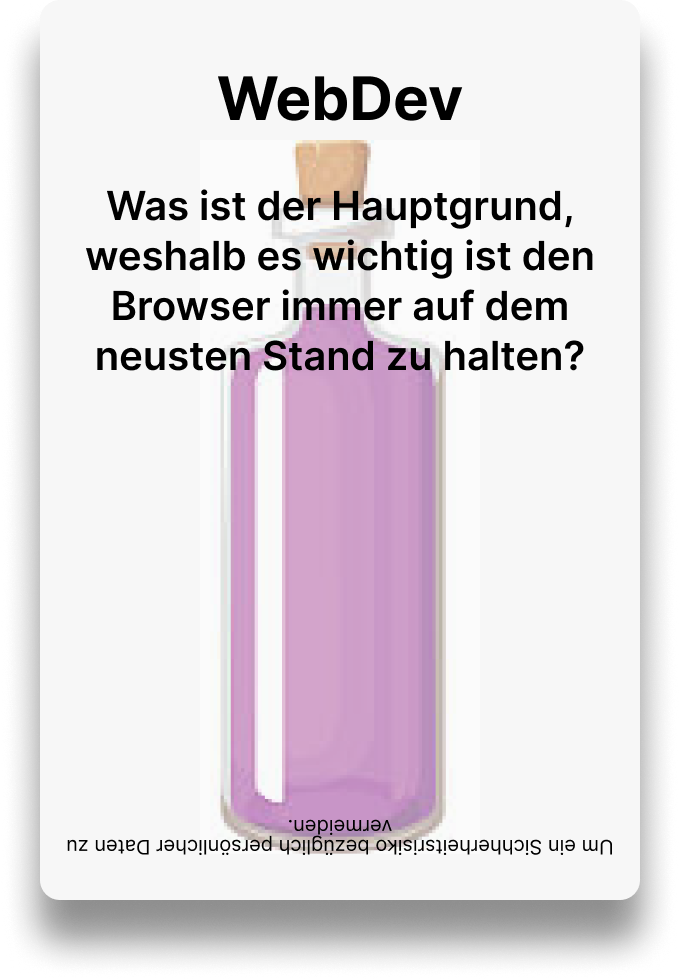 WebDev
Was ist der Hauptgrund,
weshalb es wichtig ist den
Browser immer auf dem
neusten Stand zu halten?
Um ein Sichherheitsrisiko bezüglich persönlicher Daten zu
vermeiden.